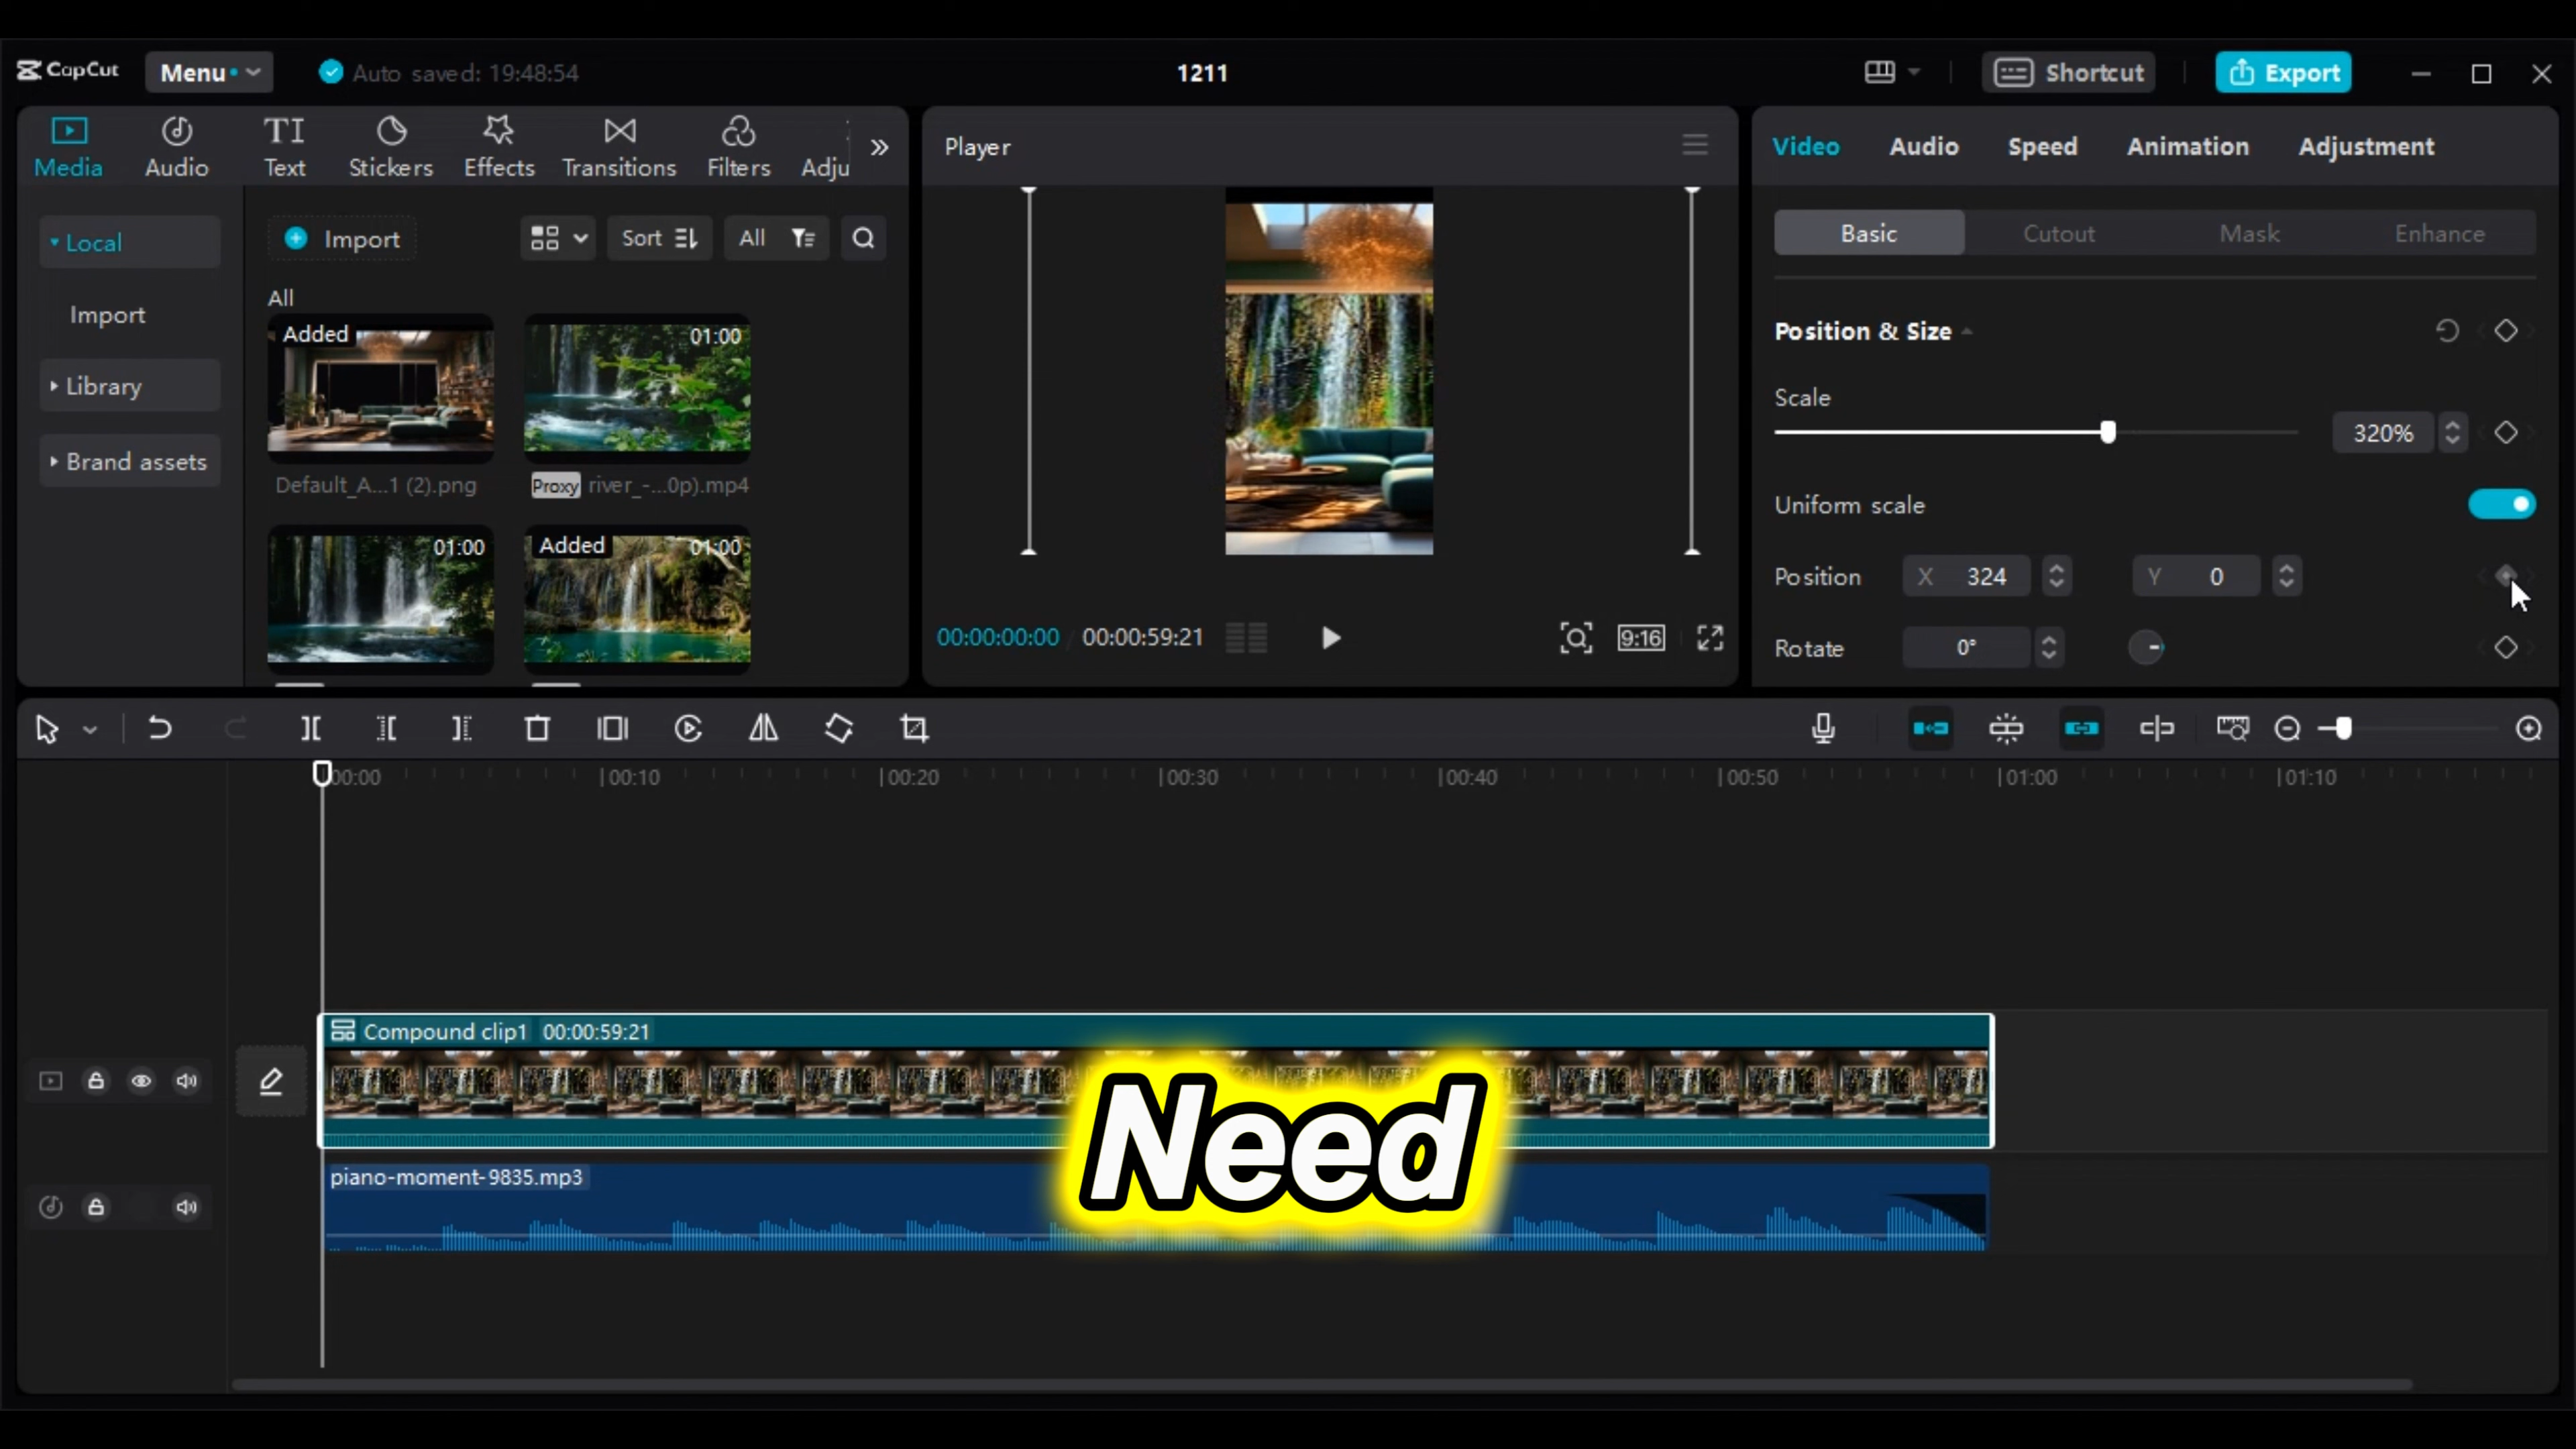 CapCut Menu Auto saved: 19:48:54 1211 Shortcut Export
Media Audio Text Stickers Effects Transitions Filters Adju
Player
Video Audio Speed Animation Adjustment
Local
Import
Library
Brand assets
Import Sort All
All
Added
Default_A...1 (2).png
01:00
Proxy river_-...0p).mp4
01:00
Added 01:00
00:00:00:00 / 00:00:59:21
9:16
Basic Cutout Mask Enhance
Position & Size
Scale
320%
Uniform scale
Position X 324 Y 0
Rotate 0°
00:00 00:10 00:20 00:30 00:40 00:50 01:00 01:10
Compound clip1 00:00:59:21
Need
piano-moment-9835.mp3